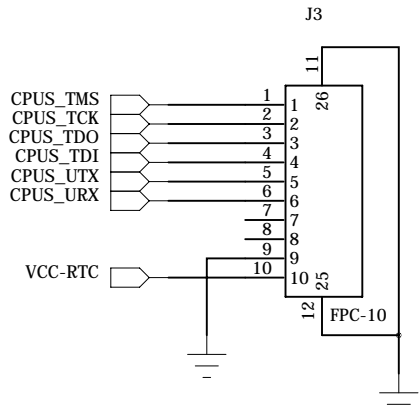 J3
11
26
CPUS_TMS 1 1
CPUS_TCK 2 2
CPUS_TDO 3 3
CPUS_TDI 4 4
CPUS_UTX 5 5
CPUS_URX 6 6
7 7
8 8
9 9
VCC-RTC 10 10
25
12
FPC-10